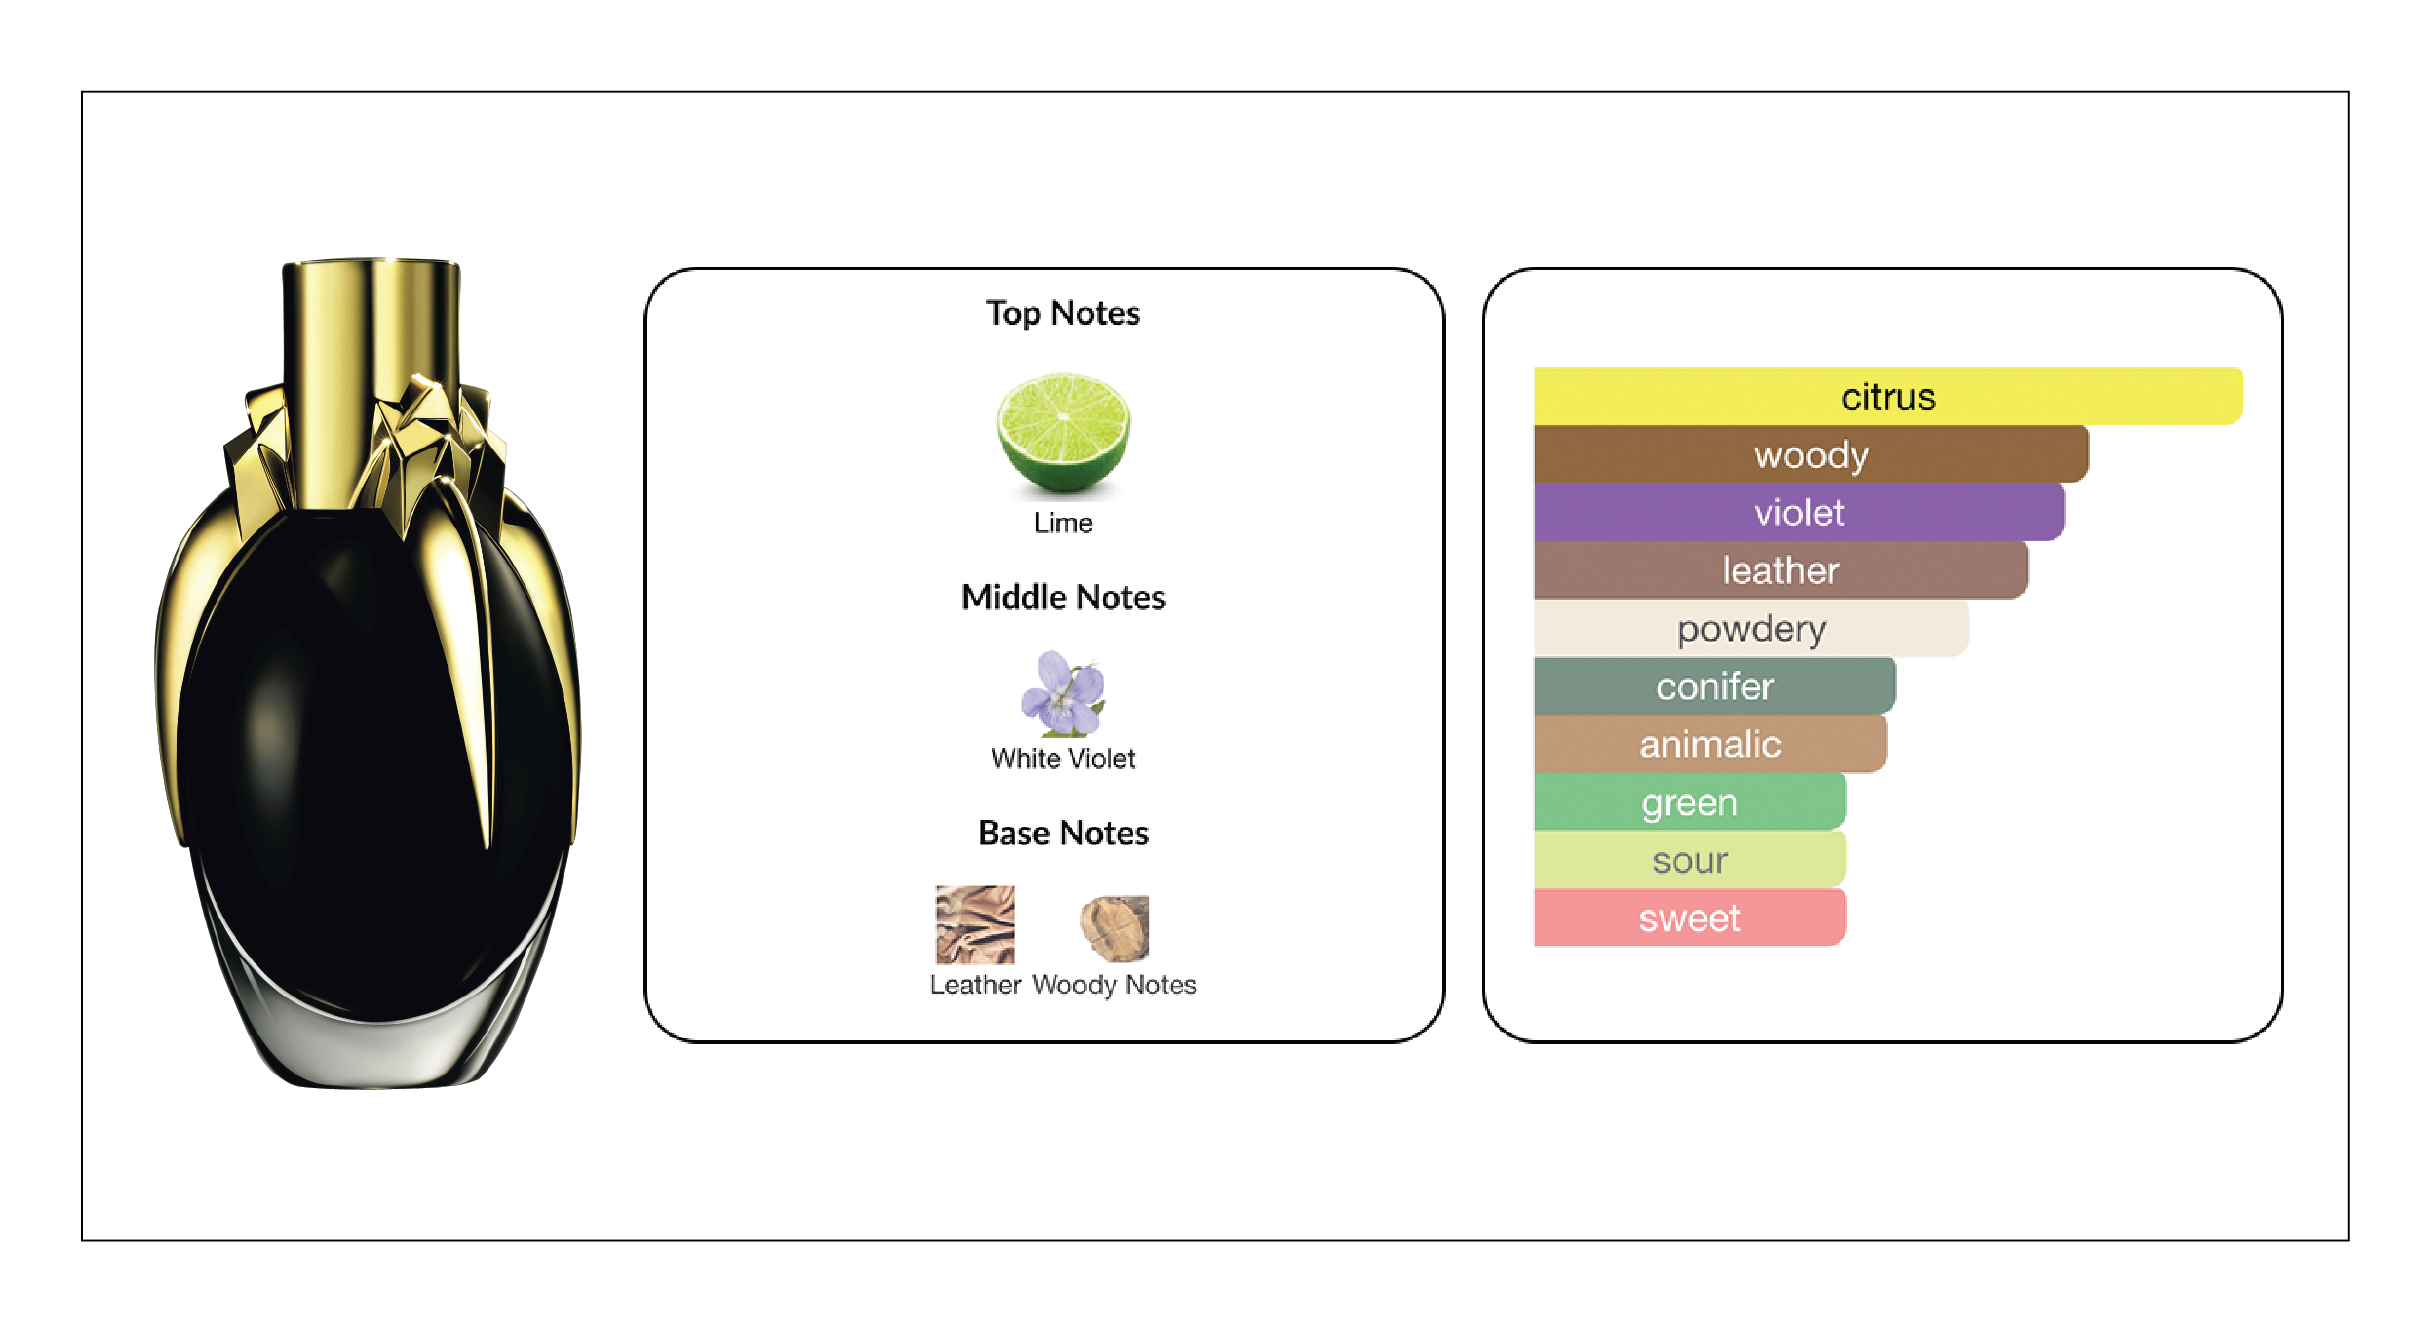 Top Notes
Lime
Middle Notes
White Violet
Base Notes
Leather Woody Notes
citrus
woody
violet
leather
powdery
conifer
animalic
green
sour
sweet